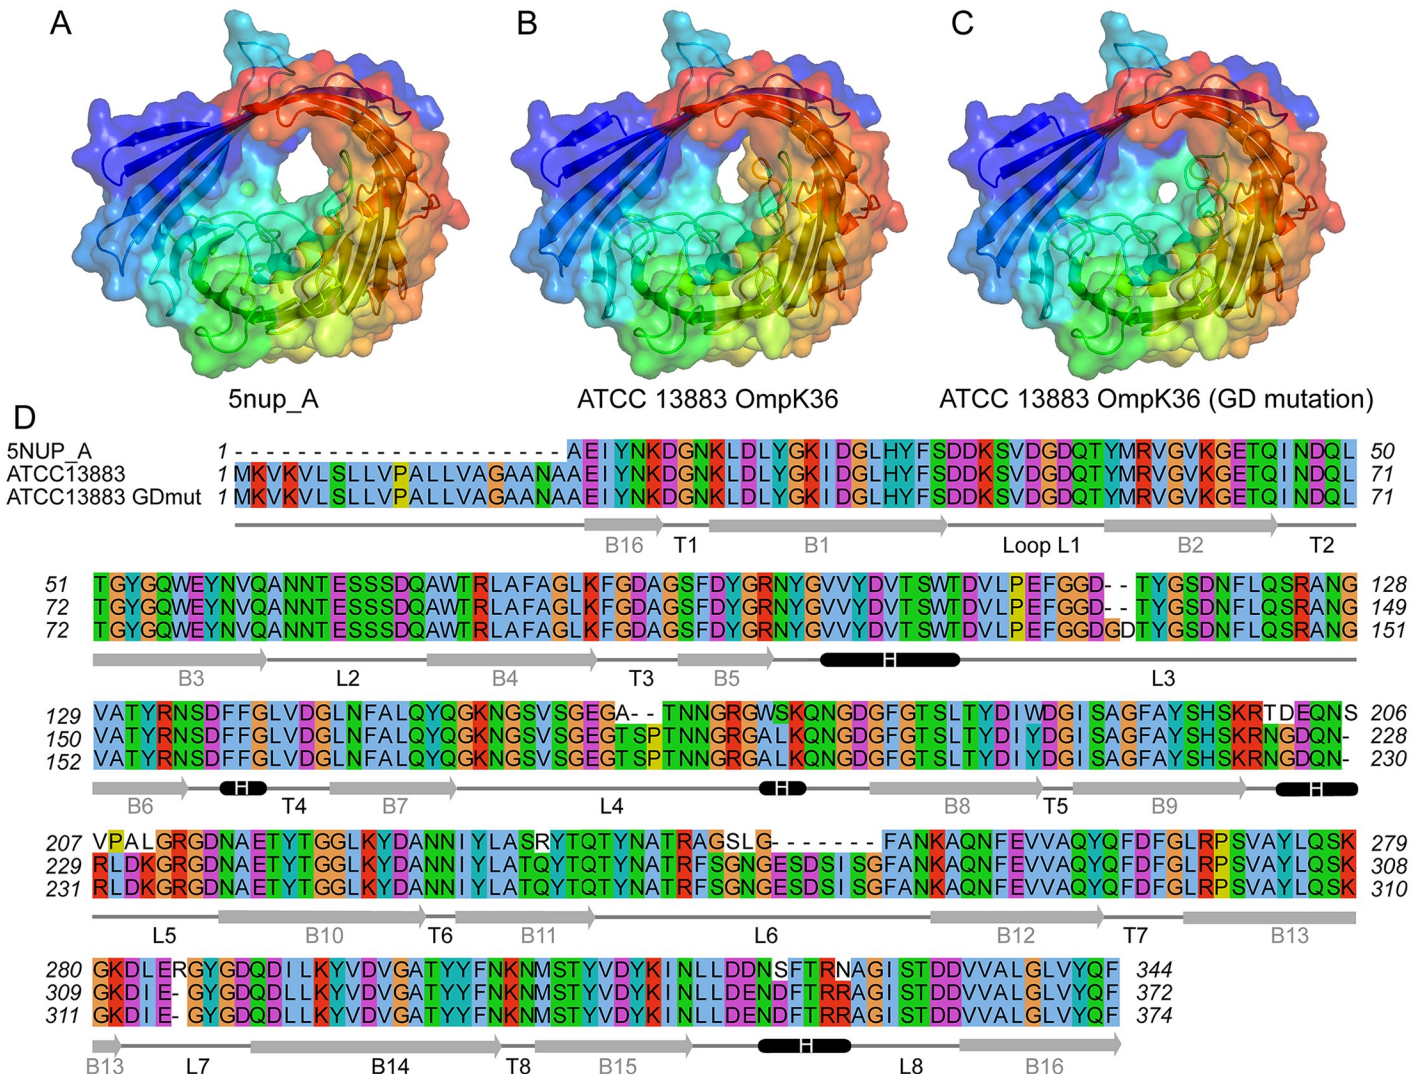 A
B
C
5nup_A
ATCC 13883 OmpK36
ATCC 13883 OmpK36 (GD mutation)
D
5NUP_A 1 ---------------------AEIYNKDGNKLDLYGKIDGLHYFSDDKSVDGDQTYMRVGVKGETQINDQL 50
ATCC13883 1 MKVKVLSLLVPALLVAGAANAAEIYNKDGNKLDLYGKIDGLHYFSDDKSVDGDQTYMRVGVKGETQINDQL 71
ATCC13883 GDmut 1 MKVKVLSLLVPALLVAGAANAAEIYNKDGNKLDLYGKIDGLHYFSDDKSVDGDQTYMRVGVKGETQINDQL 71
B16 T1 B1 Loop L1 B2 T2
51 TGYGQWEYNVQANNTESSSDQAWTRLAFAGLKFGDAGSFDYGRNYGVVYDVTSWTDVLPEFGGD--TYGSDNFLQSRANG 128
72 TGYGQWEYNVQANNTESSSDQAWTRLAFAGLKFGDAGSFDYGRNYGVVYDVTSWTDVLPEFGGD--TYGSDNFLQSRANG 149
72 TGYGQWEYNVQANNTESSSDQAWTRLAFAGLKFGDAGSFDYGRNYGVVYDVTSWTDVLPEFGGDGDTYGSDNFLQSRANG 151
B3 L2 B4 T3 B5 H L3
129 VATYRNSDFFGLVDGLNFALQYQGKNGSVSGEGA--TNNGRGWSKQNGDGFGTSLTYDIWDGISAGFAYSHSKRTDEQNS 206
150 VATYRNSDFFGLVDGLNFALQYQGKNGSVSGEGTSPTNNGRGALKQNGDGFGTSLTYDIYDGISAGFAYSHSKRNGDQN- 228
152 VATYRNSDFFGLVDGLNFALQYQGKNGSVSGEGTSPTNNGRGALKQNGDGFGTSLTYDIYDGISAGFAYSHSKRNGDQN- 230
B6 H T4 B7 L4 H B8 T5 B9 H
207 VPALGRGDNAETYTGGLKYDANNIYLASRYTQTYNATRAGSLG-------FANKAQNFEVVAQYQFDFGLRPSVAYLQSK 279
229 RLDKGRGDNAETYTGGLKYDANNIYLATQYTQTYNATRFSGNGESDSISGFANKAQNFEVVAQYQFDFGLRPSVAYLQSK 308
231 RLDKGRGDNAETYTGGLKYDANNIYLATQYTQTYNATRFSGNGESDSISGFANKAQNFEVVAQYQFDFGLRPSVAYLQSK 310
L5 B10 T6 B11 L6 B12 T7 B13
280 GKDLERGYGDQDILKYVDVGATYYFNKNMSTYVDYKINLLDDNSFTRNAGISTDDVVALGLVYQF 344
309 GKDIE-GYGDQDLLKYVDVGATYYFNKNMSTYVDYKINLLDENDFTRRAGISTDDVVALGLVYQF 372
311 GKDIE-GYGDQDLLKYVDVGATYYFNKNMSTYVDYKINLLDENDFTRRAGISTDDVVALGLVYQF 374
B13 L7 B14 T8 B15 H L8 B16